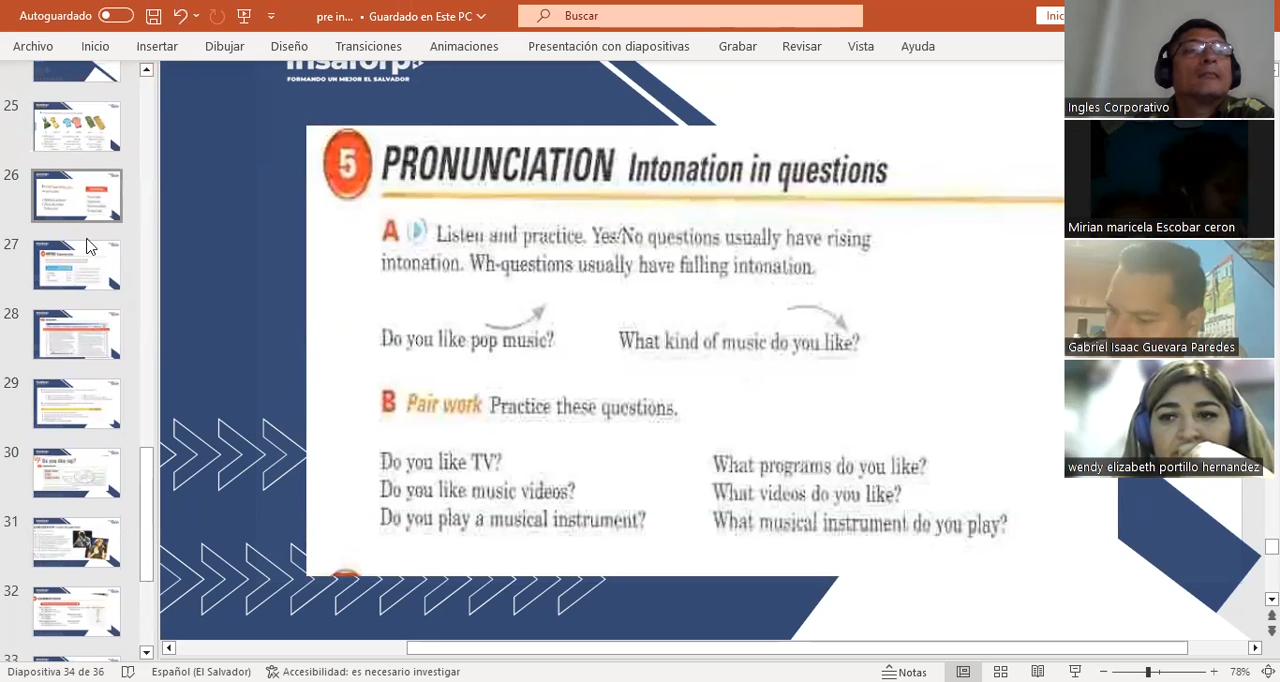 Autoguardado
pre in... • Guardado en Este PC
Buscar
Inic
Archivo Inicio Insertar Dibujar Diseño Transiciones Animaciones Presentación con diapositivas Grabar Revisar Vista Ayuda
25
26
27
28
29
30
31
32
33
insaforp
FORMANDO UN MEJOR EL SALVADOR
5 PRONUNCIATION Intonation in questions
A Listen and practice. Yes/No questions usually have rising
intonation. Wh-questions usually have falling intonation.
Do you like pop music? What kind of music do you like?
B Pair work Practice these questions.
Do you like TV? What programs do you like?
Do you like music videos? What videos do you like?
Do you play a musical instrument? What musical instrument do you play?
Ingles Corporativo
Mirian maricela Escobar ceron
Gabriel Isaac Guevara Paredes
wendy elizabeth portillo hernandez
Diapositiva 34 de 36 Español (El Salvador) Accesibilidad: es necesario investigar Notas 78%